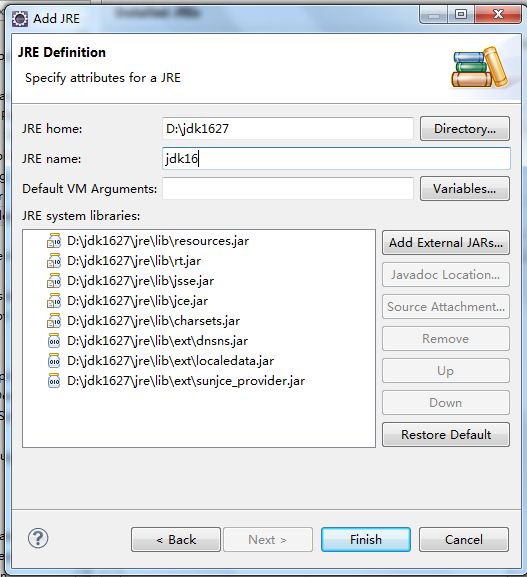 Add JRE
JRE Definition
Specify attributes for a JRE
JRE home:
D:\jdk1627
Directory...
JRE name:
jdk16
Default VM Arguments:
Variables...
JRE system libraries:
D:\jdk1627\jre\lib\resources.jar
D:\jdk1627\jre\lib\rt.jar
D:\jdk1627\jre\lib\jsse.jar
D:\jdk1627\jre\lib\jce.jar
D:\jdk1627\jre\lib\charsets.jar
D:\jdk1627\jre\lib\ext\dnsns.jar
D:\jdk1627\jre\lib\ext\localedata.jar
D:\jdk1627\jre\lib\ext\sunjce_provider.jar
Add External JARs...
Javadoc Location...
Source Attachment...
Remove
Up
Down
Restore Default
< Back
Next >
Finish
Cancel